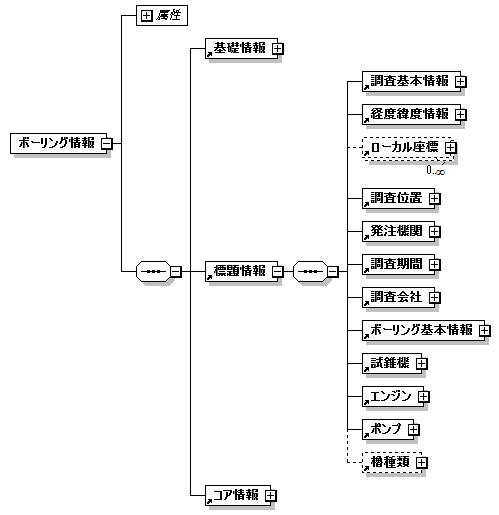 属性
基礎情報
調査基本情報
経度緯度情報
ボーリング情報
ローカル座標
0..∞
調査位置
発注機関
標題情報
調査期間
調査会社
ボーリング基本情報
試錐機
エンジン
ポンプ
櫓種類
コア情報